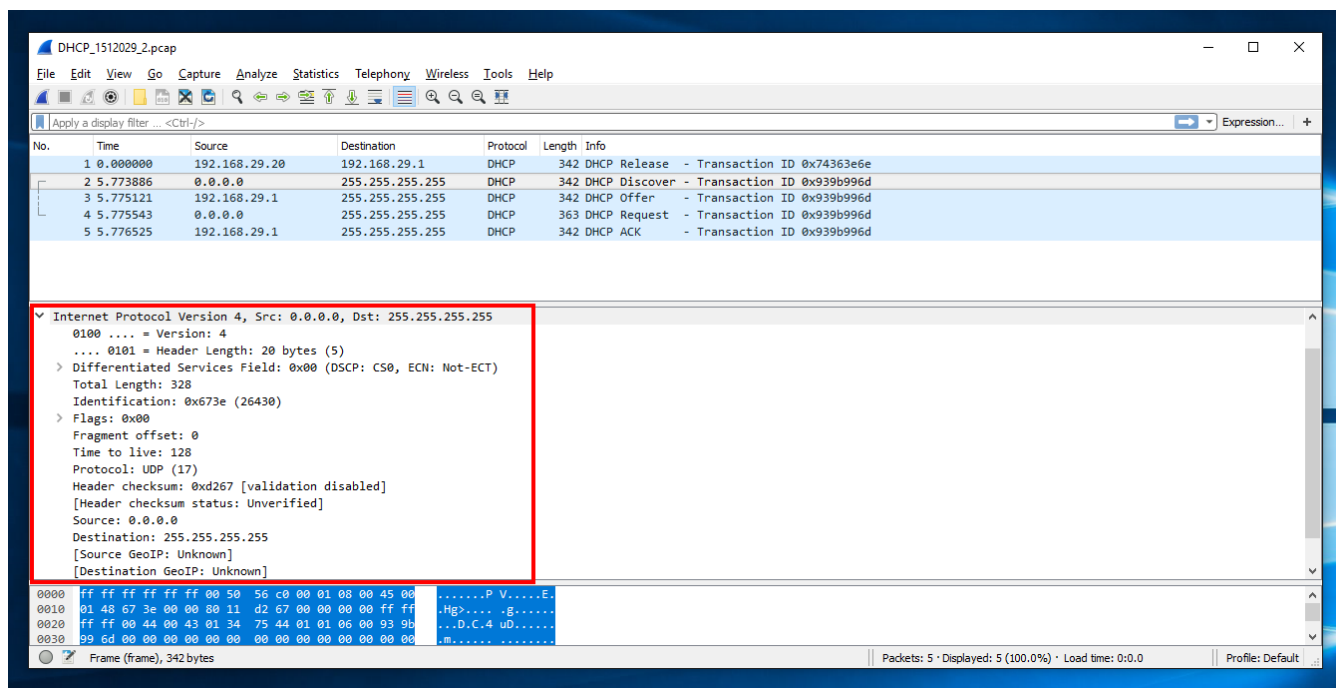 DHCP_1512029_2.pcap
File Edit View Go Capture Analyze Statistics Telephony Wireless Tools Help
Apply a display filter ... <Ctrl-/> Expression... +
No. Time Source Destination Protocol Length Info
1 0.000000 192.168.29.20 192.168.29.1 DHCP 342 DHCP Release - Transaction ID 0x74363e6e
2 5.773886 0.0.0.0 255.255.255.255 DHCP 342 DHCP Discover - Transaction ID 0x939b996d
3 5.775121 192.168.29.1 255.255.255.255 DHCP 342 DHCP Offer - Transaction ID 0x939b996d
4 5.775543 0.0.0.0 255.255.255.255 DHCP 363 DHCP Request - Transaction ID 0x939b996d
5 5.776525 192.168.29.1 255.255.255.255 DHCP 342 DHCP ACK - Transaction ID 0x939b996d
Internet Protocol Version 4, Src: 0.0.0.0, Dst: 255.255.255.255
0100 .... = Version: 4
.... 0101 = Header Length: 20 bytes (5)
> Differentiated Services Field: 0x00 (DSCP: CS0, ECN: Not-ECT)
Total Length: 328
Identification: 0x673e (26430)
> Flags: 0x00
Fragment offset: 0
Time to live: 128
Protocol: UDP (17)
Header checksum: 0xd267 [validation disabled]
[Header checksum status: Unverified]
Source: 0.0.0.0
Destination: 255.255.255.255
[Source GeoIP: Unknown]
[Destination GeoIP: Unknown]
0000 ff ff ff ff ff ff 00 50 56 c0 00 01 08 00 45 00 .......P V.....E.
0010 01 48 67 3e 00 00 80 11 d2 67 00 00 00 00 ff ff .Hg>.... .g......
0020 ff ff 00 44 00 43 01 34 75 44 01 01 06 00 93 9b ...D.C.4 uD......
0030 99 6d 00 00 00 00 00 00 00 00 00 00 00 00 00 00 .m...... ........
Frame (frame), 342 bytes Packets: 5 · Displayed: 5 (100.0%) · Load time: 0:0.0 Profile: Default